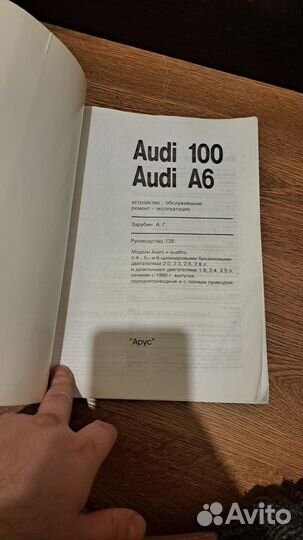 Audi 100
Audi A6
устройство - обслуживание
ремонт - эксплуатация
Зарубин А. Г.
Руководство 138:
Модели Avant и quattro,
с 4-, 5-, и 6-цилиндровыми бензиновыми
двигателями 2.0, 2.3, 2.6, 2.8 л.
и дизельными двигателями 1.9, 2.4, 2.5 л.
начиная с 1990 г. выпуска,
переднеприводная и с полным приводом
"Арус"
Avito